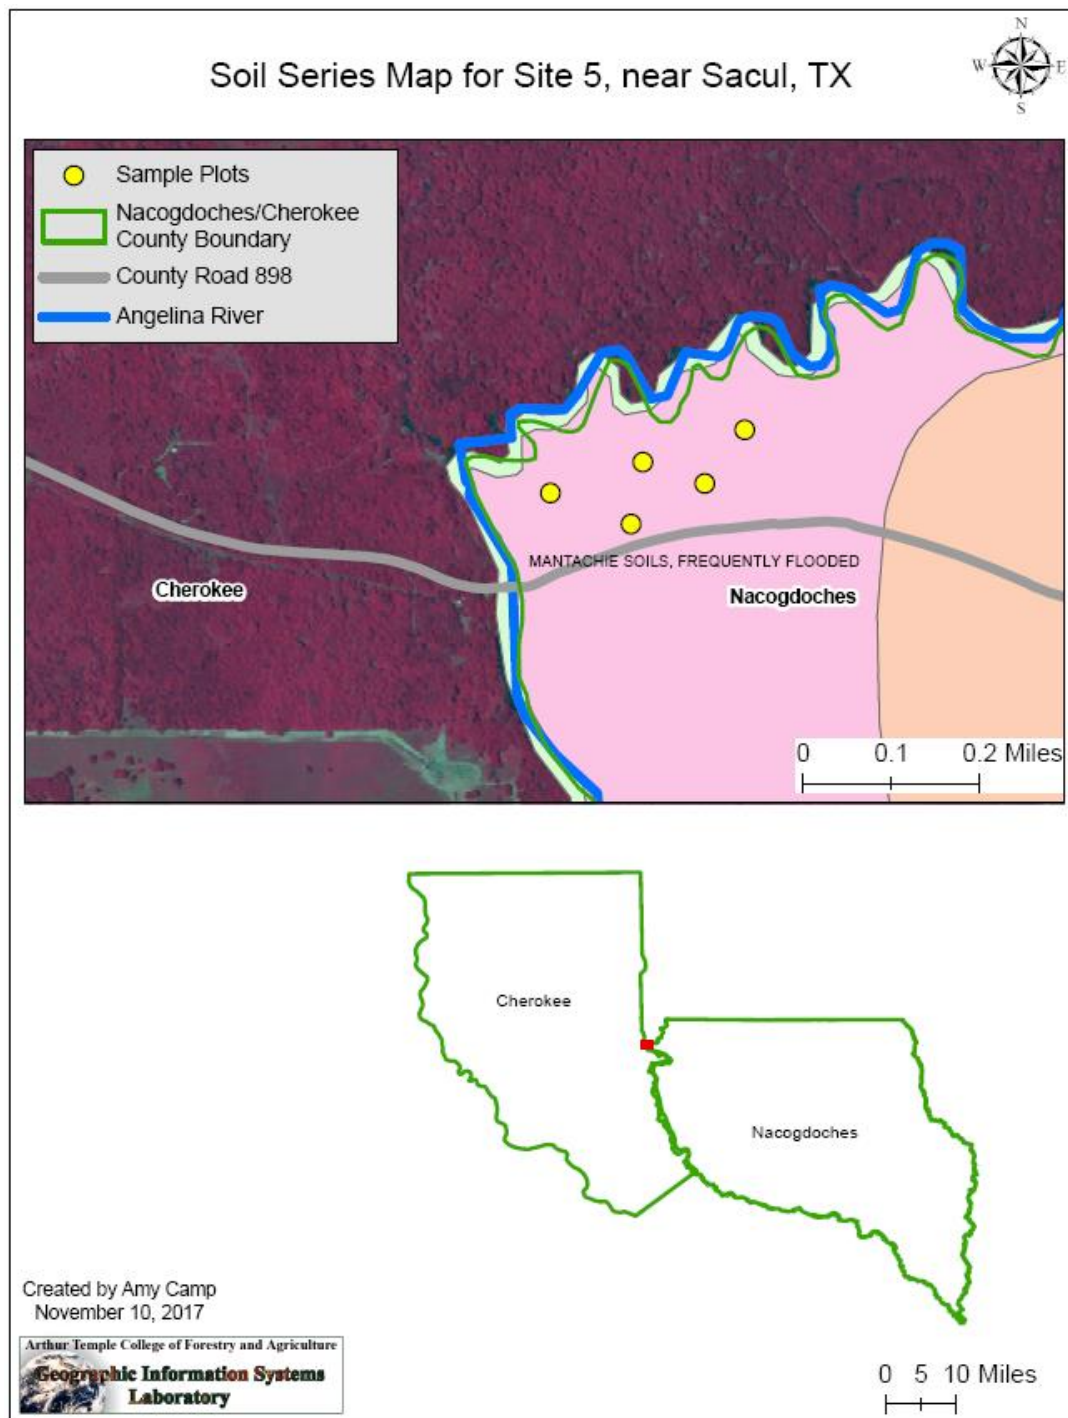 N
W E
S
Soil Series Map for Site 5, near Sacul, TX
Sample Plots
Nacogdoches/Cherokee
County Boundary
County Road 898
Angelina River
MANTACHIE SOILS, FREQUENTLY FLOODED
Cherokee
Nacogdoches
0 0.1 0.2 Miles
Cherokee
Nacogdoches
Created by Amy Camp
November 10, 2017
Arthur Temple College of Forestry and Agriculture
Geographic Information Systems
Laboratory
0 5 10 Miles